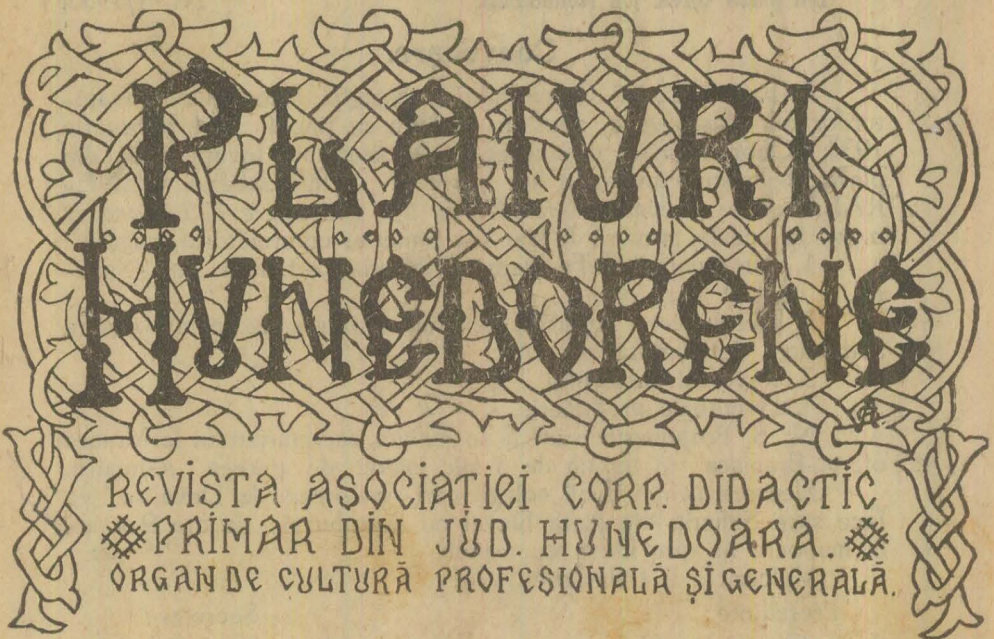 PLAIURI
HUNEDORENE
REVISTA ASOCIAȚIEI CORP. DIDACTIC
PRIMAR DIN JUD. HUNEDOARA.
ORGAN DE CULTURĂ PROFESIONALĂ ȘI GENERALĂ.